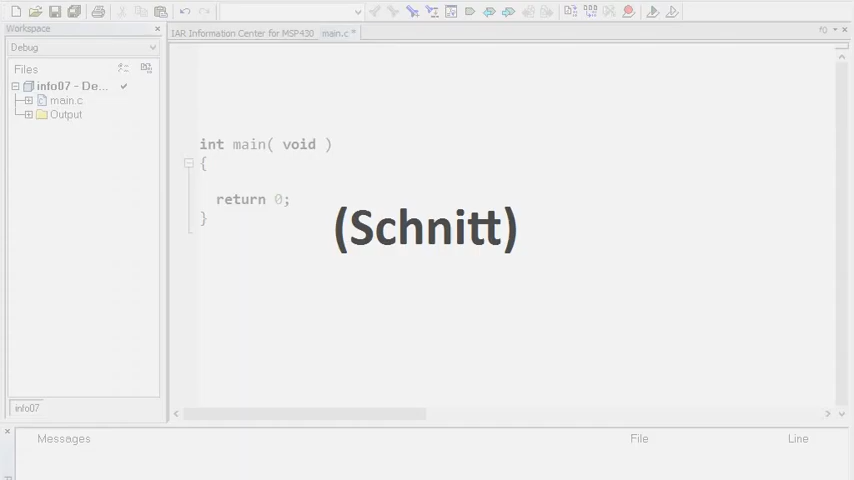 Workspace
IAR Information Center for MSP430
main.c *
f()
Debug
Files
info07 - De...
main.c
Output
int main( void )
{
return 0;
}
(Schnitt)
info07
Messages
File
Line